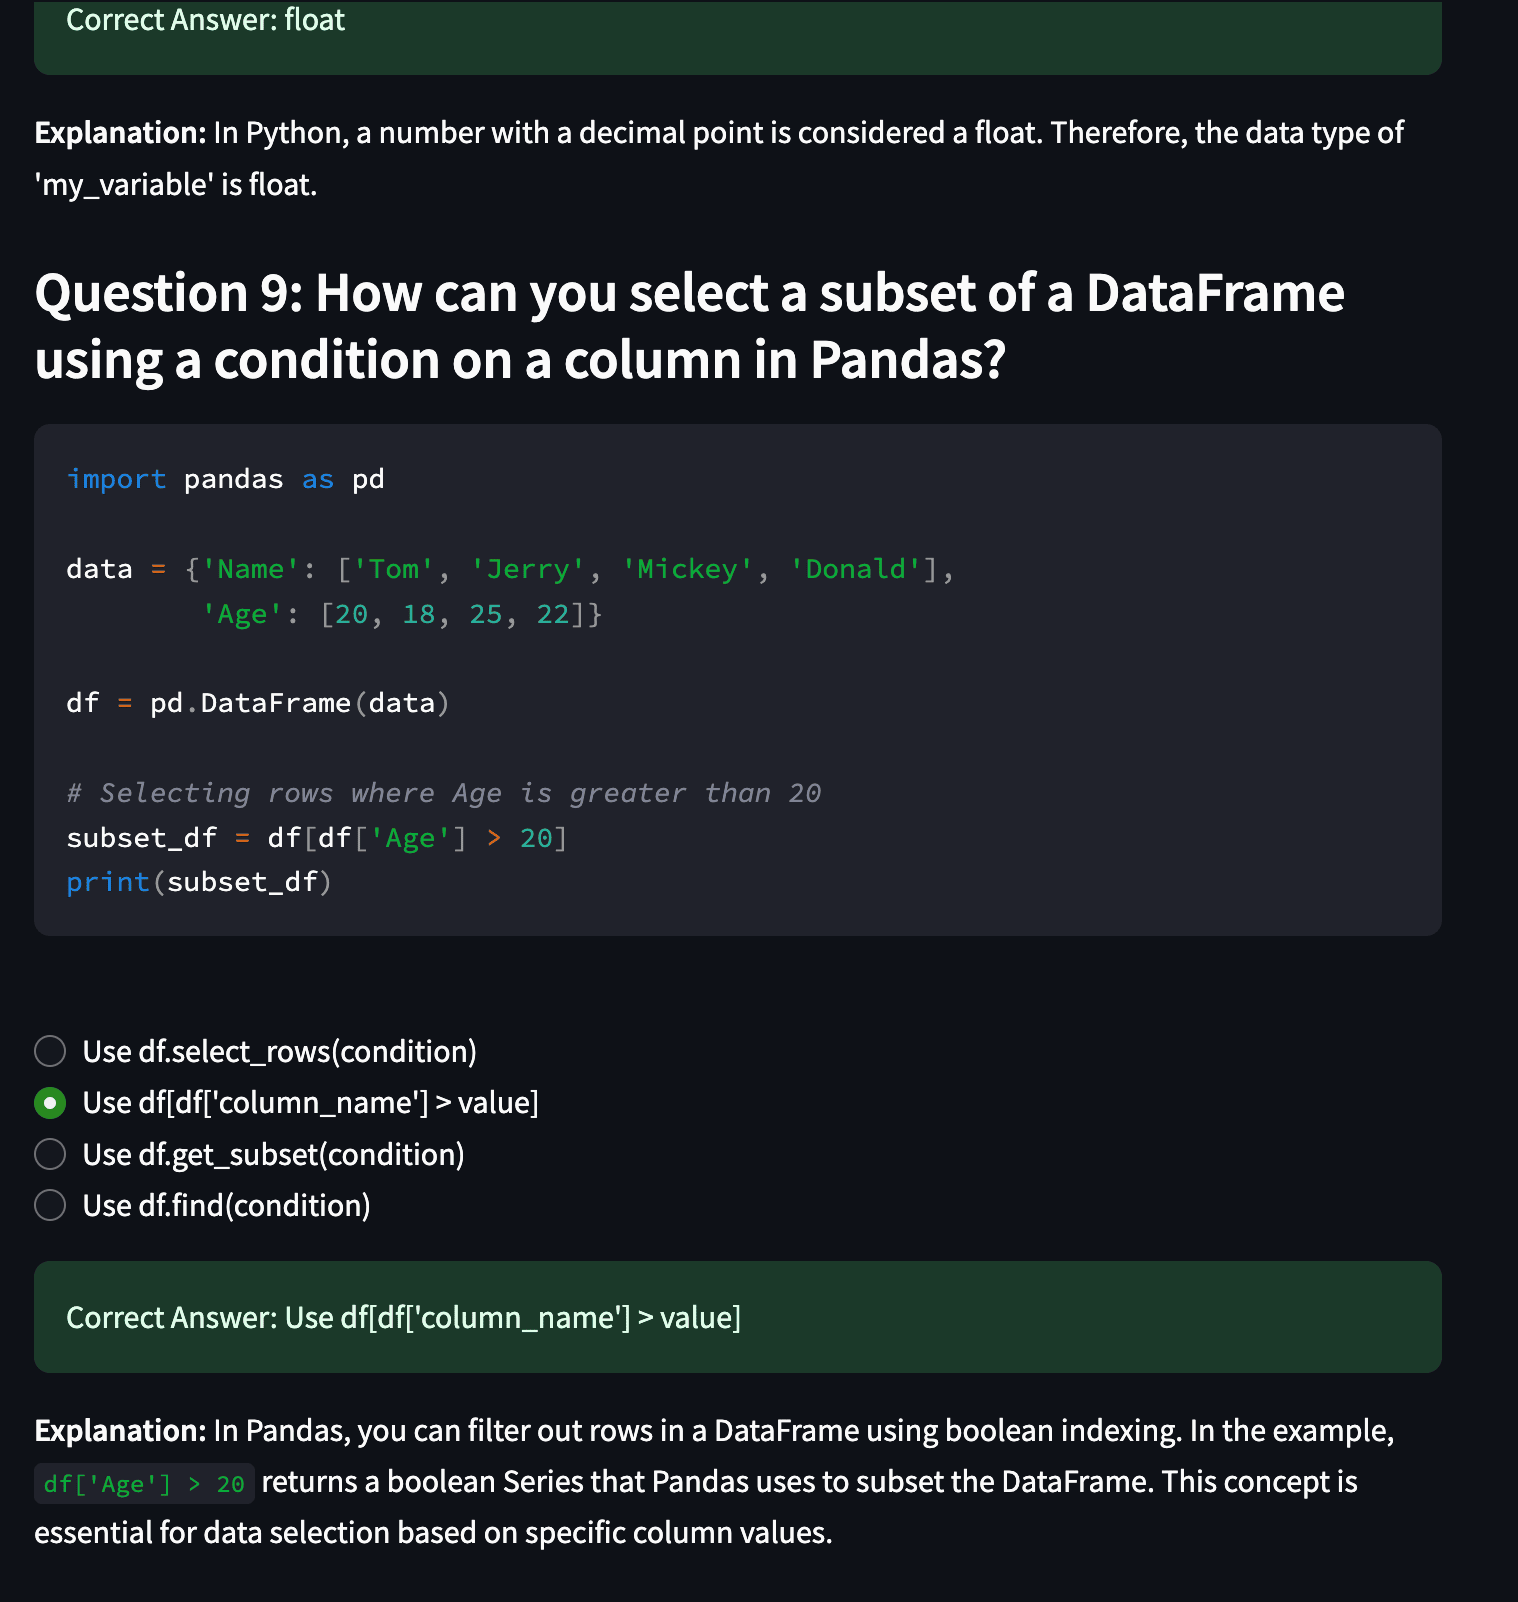 Correct Answer: float
Explanation: In Python, a number with a decimal point is considered a float. Therefore, the data type of
'my_variable' is float.
Question 9: How can you select a subset of a DataFrame
using a condition on a column in Pandas?
import pandas as pd
data = {'Name': ['Tom', 'Jerry', 'Mickey', 'Donald'],
        'Age': [20, 18, 25, 22]}
df = pd.DataFrame(data)
# Selecting rows where Age is greater than 20
subset_df = df[df['Age'] > 20]
print(subset_df)
Use df.select_rows(condition)
Use df[df['column_name'] > value]
Use df.get_subset(condition)
Use df.find(condition)
Correct Answer: Use df[df['column_name'] > value]
Explanation: In Pandas, you can filter out rows in a DataFrame using boolean indexing. In the example,
df['Age'] > 20 returns a boolean Series that Pandas uses to subset the DataFrame. This concept is
essential for data selection based on specific column values.